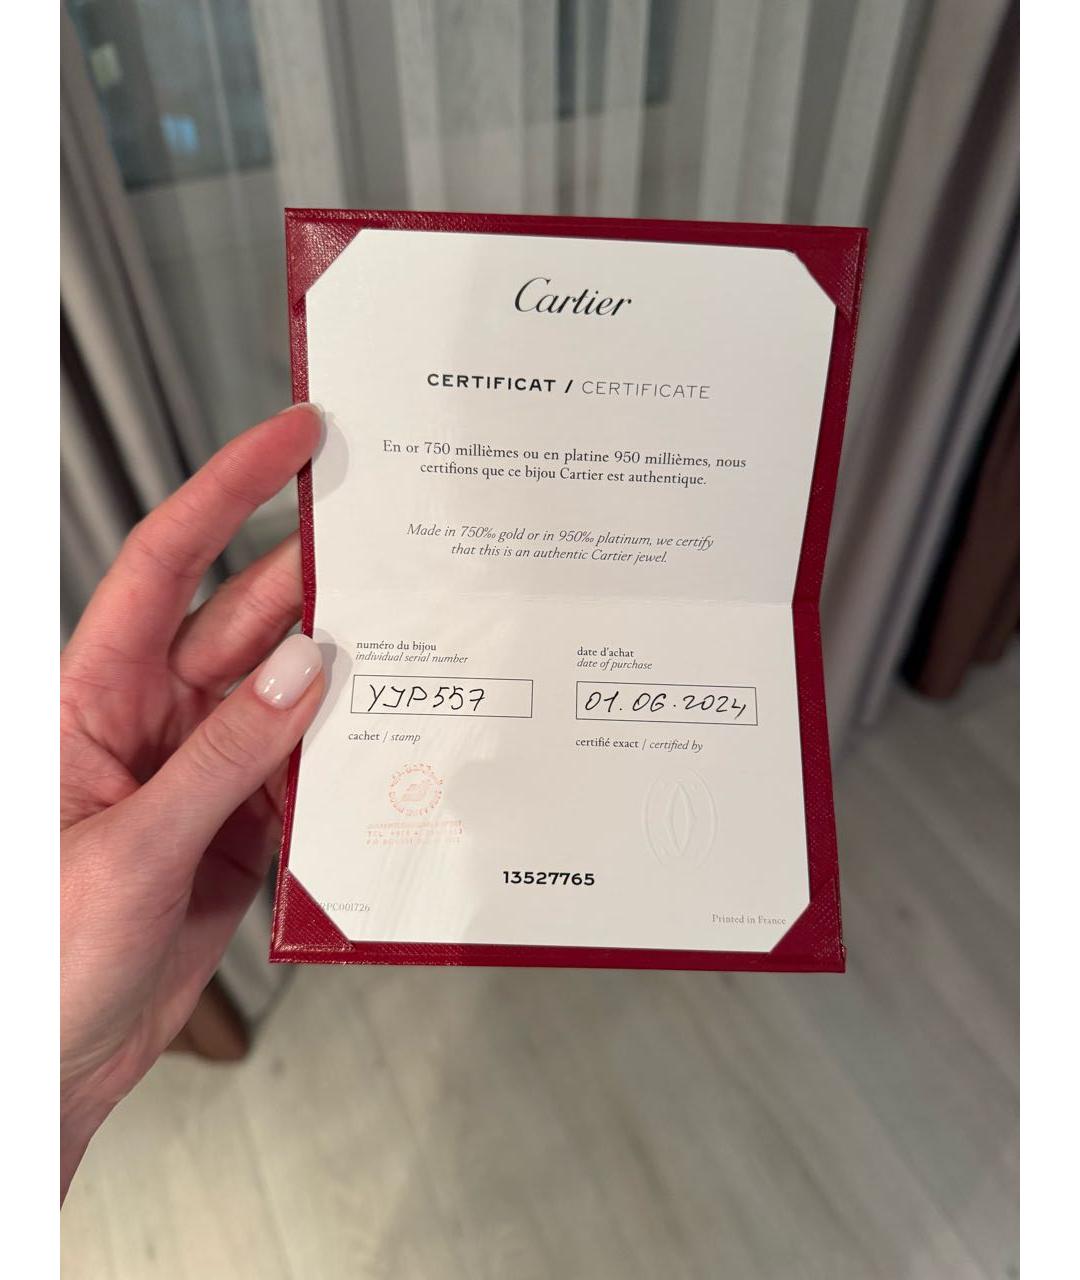 Cartier
CERTIFICAT / CERTIFICATE
En or 750 millièmes ou en platine 950 millièmes, nous
certifions que ce bijou Cartier est authentique.
Made in 750‰ gold or in 950‰ platinum, we certify
that this is an authentic Cartier jewel.
numéro du bijou
individual serial number
YJP557
date d'achat
date of purchase
01.06.2024
cachet / stamp
certifié exact / certified by
13527765
Printed in France